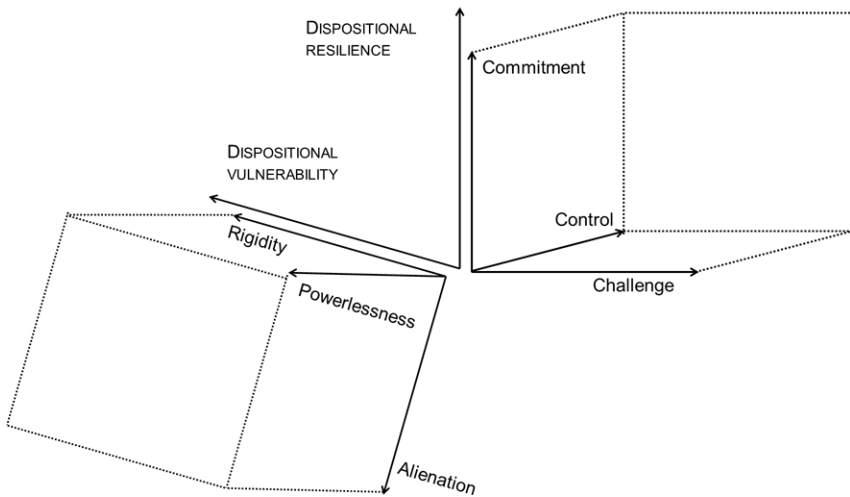 DISPOSITIONAL
RESILIENCE
Commitment
DISPOSITIONAL
VULNERABILITY
Control
Rigidity
Challenge
Powerlessness
Alienation